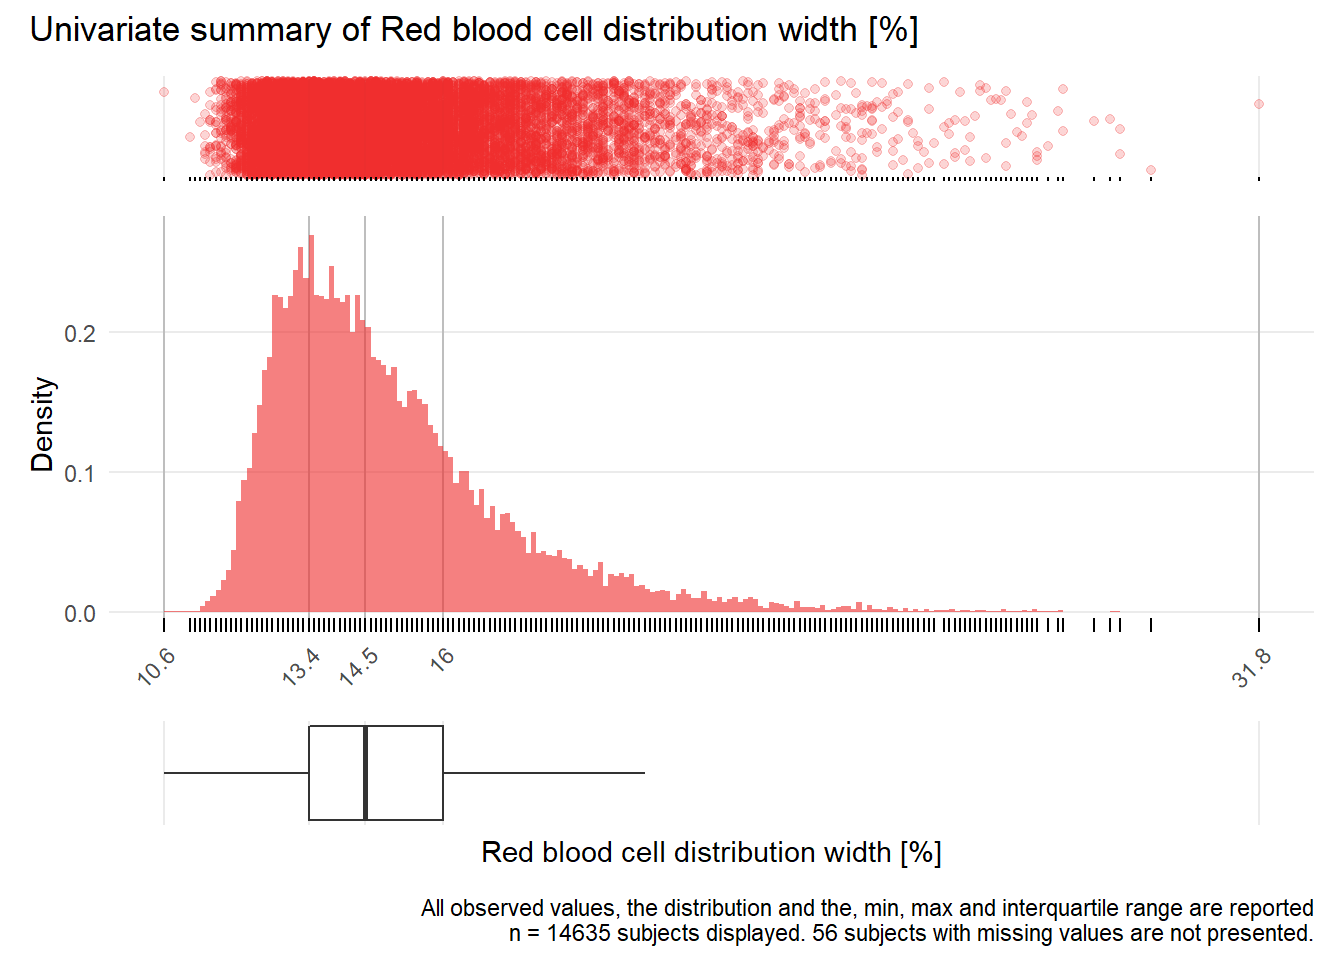 Univariate summary of Red blood cell distribution width [%]
Density
0.2
0.1
0.0
10.6
13.4
14.5
16
31.8
Red blood cell distribution width [%]
All observed values, the distribution and the, min, max and interquartile range are reported
n = 14635 subjects displayed. 56 subjects with missing values are not presented.